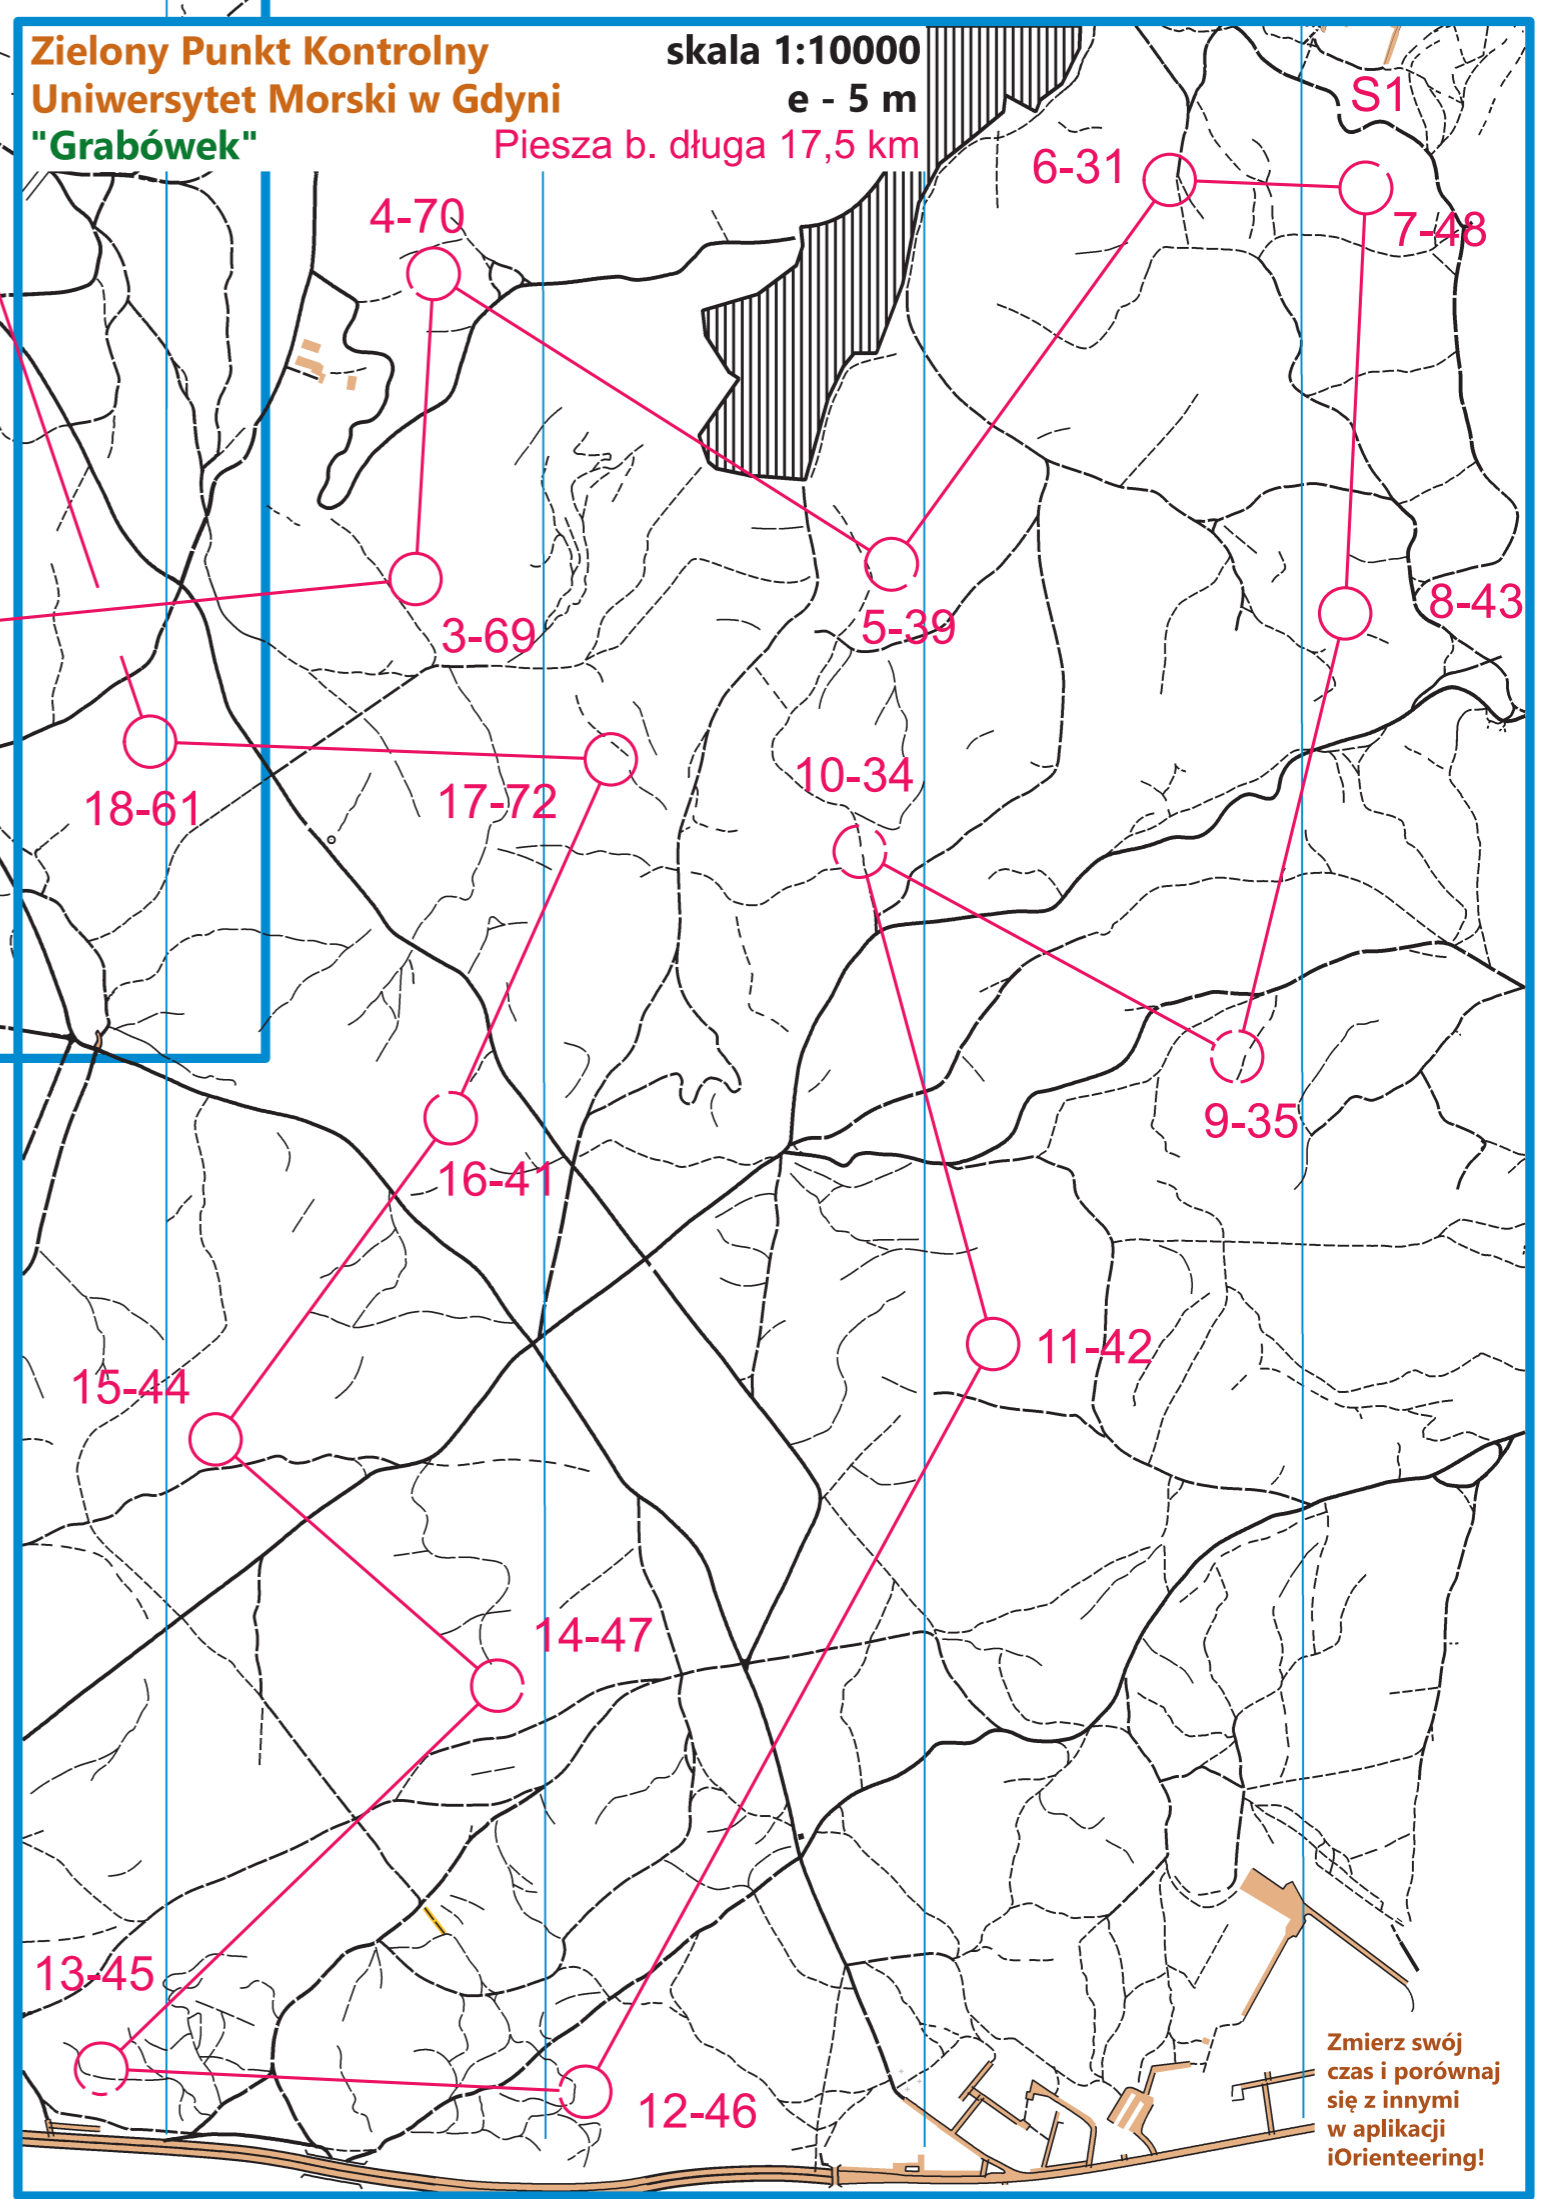 Zielony Punkt Kontrolny
Uniwersytet Morski w Gdyni
"Grabówek"
skala 1:10000
e - 5 m
Piesza b. długa 17,5 km
S1
6-31
7-48
4-70
8-43
5-39
3-69
10-34
17-72
18-61
9-35
16-41
11-42
15-44
14-47
13-45
12-46
Zmierz swój
czas i porównaj
się z innymi
w aplikacji
iOrienteering!